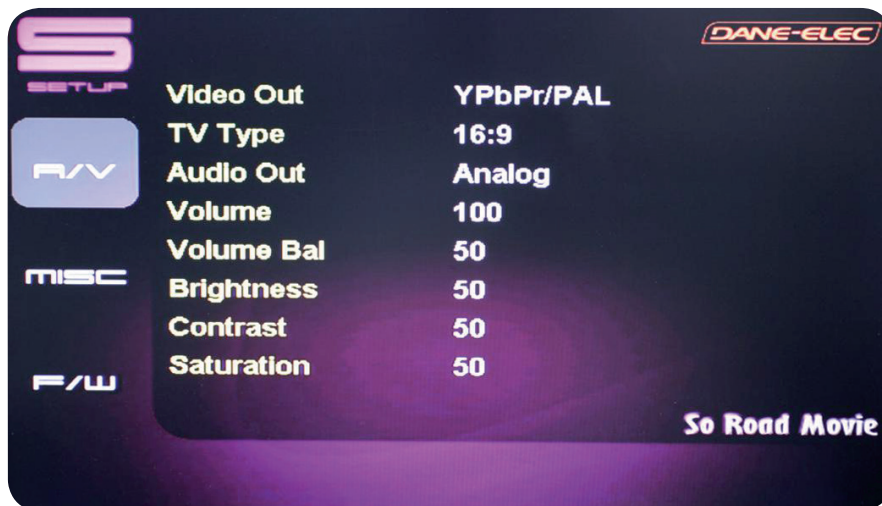 S
SETUP
DANE-ELEC
A/V
MISC
F/W
Video Out YPbPr/PAL
TV Type 16:9
Audio Out Analog
Volume 100
Volume Bal 50
Brightness 50
Contrast 50
Saturation 50
So Road Movie